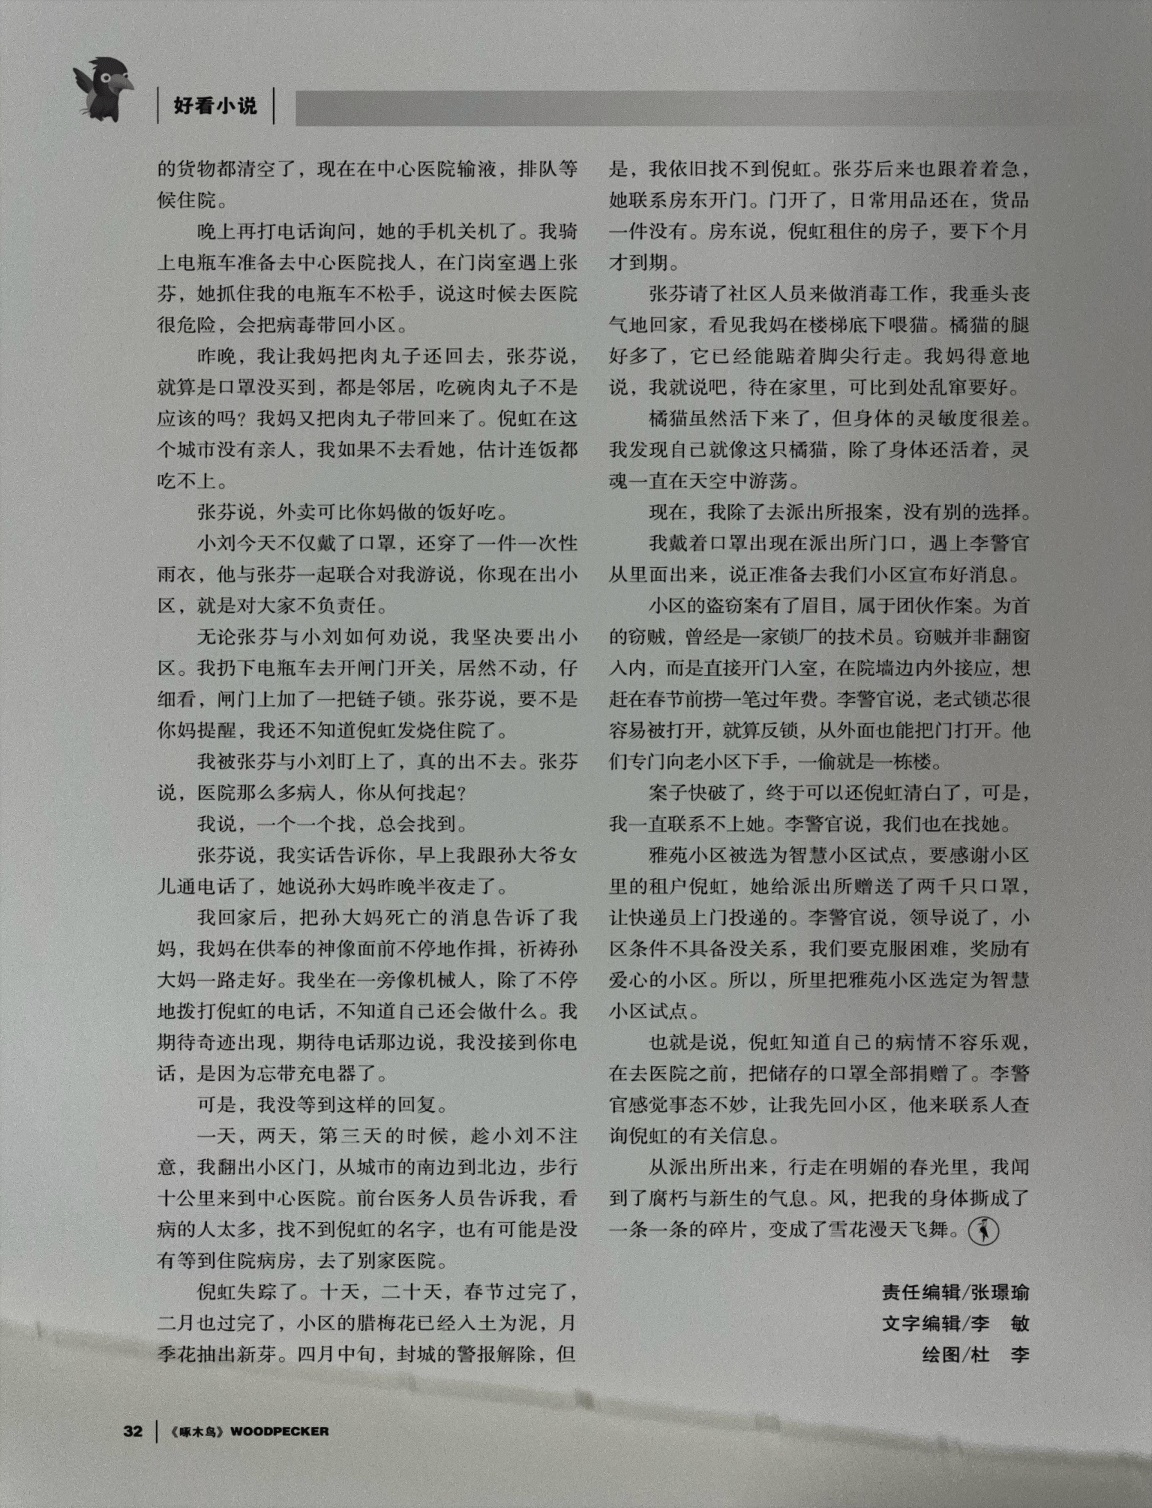 好看小说
的货物都清空了，现在在中心医院输液，排队等
候住院。
晚上再打电话询问，她的手机关机了。我骑
上电瓶车准备去中心医院找人，在门岗室遇上张
芬，她抓住我的电瓶车不松手，说这时候去医院
很危险，会把病毒带回小区。
昨晚，我让我妈把肉丸子还回去，张芬说，
就算是口罩没买到，都是邻居，吃碗肉丸子不是
应该的吗？我妈又把肉丸子带回来了。倪虹在这
个城市没有亲人，我如果不去看她，估计连饭都
吃不上。
张芬说，外卖可比你妈做的饭好吃。
小刘今天不仅戴了口罩，还穿了一件一次性
雨衣，他与张芬一起联合对我游说，你现在出小
区，就是对大家不负责任。
无论张芬与小刘如何劝说，我坚决要出小
区。我扔下电瓶车去开闸门开关，居然不动，仔
细看，闸门上加了一把链子锁。张芬说，要不是
你妈提醒，我还不知道倪虹发烧住院了。
我被张芬与小刘盯上了，真的出不去。张芬
说，医院那么多病人，你从何找起？
我说，一个一个找，总会找到。
张芬说，我实话告诉你，早上我跟孙大爷女
儿通电话了，她说孙大妈昨晚半夜走了。
我回家后，把孙大妈死亡的消息告诉了我
妈，我妈在供奉的神像面前不停地作揖，祈祷孙
大妈一路走好。我坐在一旁像机械人，除了不停
地拨打倪虹的电话，不知道自己还会做什么。我
期待奇迹出现，期待电话那边说，我没接到你电
话，是因为忘带充电器了。
可是，我没等到这样的回复。
一天，两天，第三天的时候，趁小刘不注
意，我翻出小区门，从城市的南边到北边，步行
十公里来到中心医院。前台医务人员告诉我，看
病的人太多，找不到倪虹的名字，也有可能是没
有等到住院病房，去了别家医院。
倪虹失踪了。十天，二十天，春节过完了，
二月也过完了，小区的腊梅花已经入土为泥，月
季花抽出新芽。四月中旬，封城的警报解除，但
是，我依旧找不到倪虹。张芬后来也跟着着急，
她联系房东开门。门开了，日常用品还在，货品
一件没有。房东说，倪虹租住的房子，要下个月
才到期。
张芬请了社区人员来做消毒工作，我垂头丧
气地回家，看见我妈在楼梯底下喂猫。橘猫的腿
好多了，它已经能踮着脚尖行走。我妈得意地
说，我就说吧，待在家里，可比到处乱窜要好。
橘猫虽然活下来了，但身体的灵敏度很差。
我发现自己就像这只橘猫，除了身体还活着，灵
魂一直在天空中游荡。
现在，我除了去派出所报案，没有别的选择。
我戴着口罩出现在派出所门口，遇上李警官
从里面出来，说正准备去我们小区宣布好消息。
小区的盗窃案有了眉目，属于团伙作案。为首
的窃贼，曾经是一家锁厂的技术员。窃贼并非翻窗
入内，而是直接开门入室，在院墙边内外接应，想
赶在春节前捞一笔过年费。李警官说，老式锁芯很
容易被打开，就算反锁，从外面也能把门打开。他
们专门向老小区下手，一偷就是一栋楼。
案子快破了，终于可以还倪虹清白了，可是，
我一直联系不上她。李警官说，我们也在找她。
雅苑小区被选为智慧小区试点，要感谢小区
里的租户倪虹，她给派出所赠送了两千只口罩，
让快递员上门投递的。李警官说，领导说了，小
区条件不具备没关系，我们要克服困难，奖励有
爱心的小区。所以，所里把雅苑小区选定为智慧
小区试点。
也就是说，倪虹知道自己的病情不容乐观，
在去医院之前，把储存的口罩全部捐赠了。李警
官感觉事态不妙，让我先回小区，他来联系人查
询倪虹的有关信息。
从派出所出来，行走在明媚的春光里，我闻
到了腐朽与新生的气息。风，把我的身体撕成了
一条一条的碎片，变成了雪花漫天飞舞。
责任编辑/张璟瑜
文字编辑/李　敏
绘图/杜　李
32 《啄木鸟》WOODPECKER